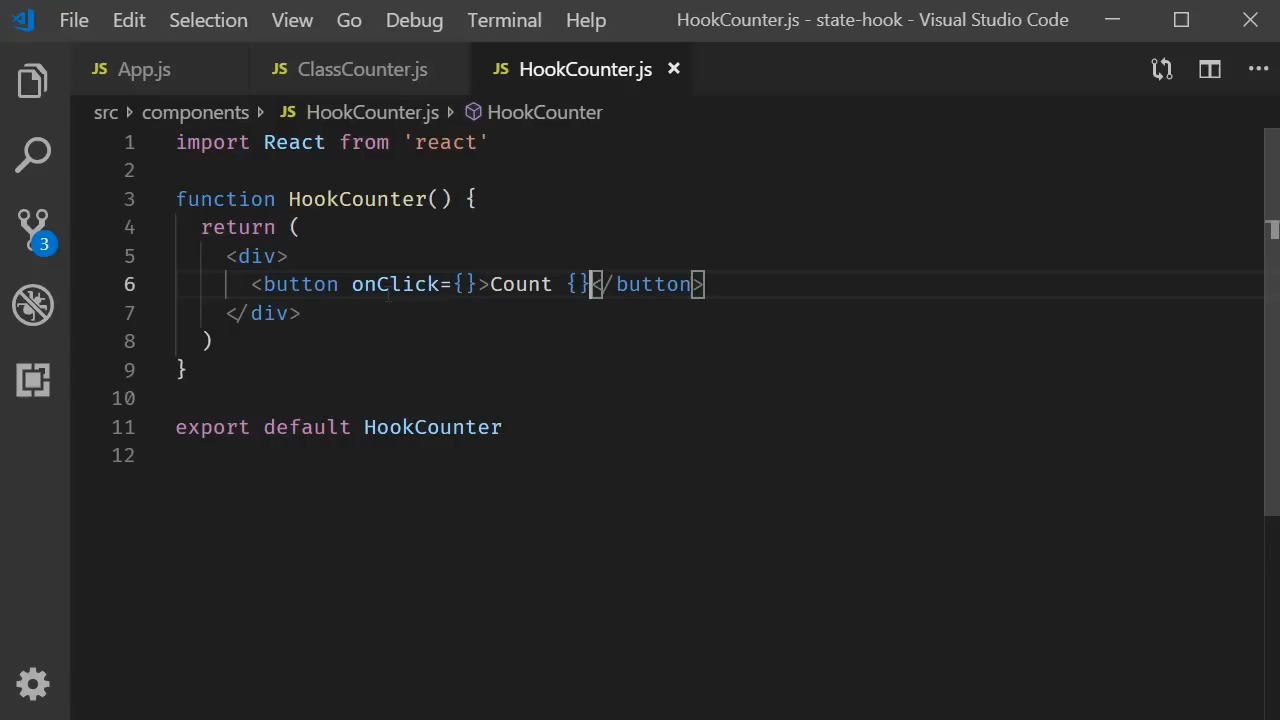 File Edit Selection View Go Debug Terminal Help HookCounter.js - state-hook - Visual Studio Code
JS App.js JS ClassCounter.js JS HookCounter.js
src components JS HookCounter.js HookCounter
1 import React from 'react'
2
3 function HookCounter() {
4 return (
5 <div>
6 <button onClick={}>Count {}</button>
7 </div>
8 )
9 }
10
11 export default HookCounter
12
3